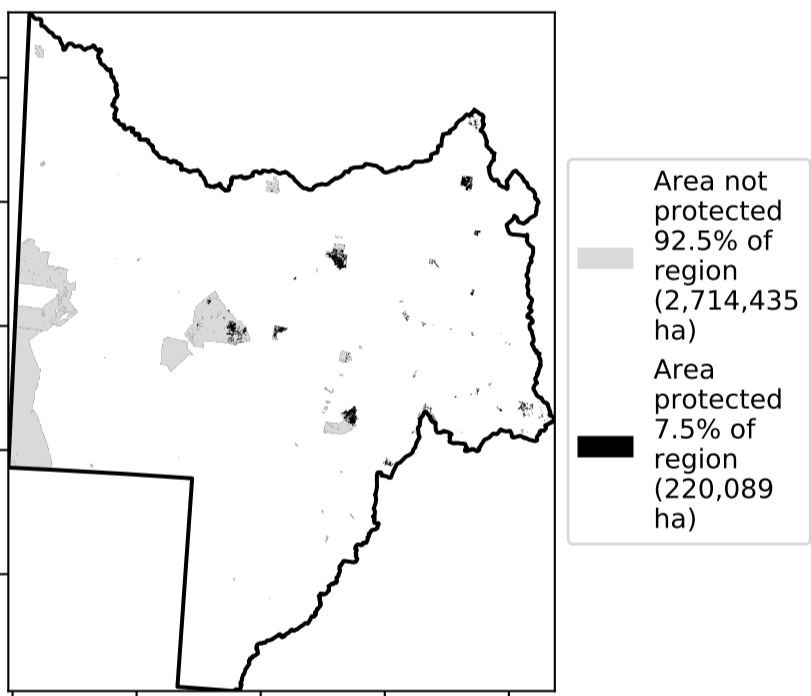 Area not
protected
92.5% of
region
(2,714,435
ha)
Area
protected
7.5% of
region
(220,089
ha)